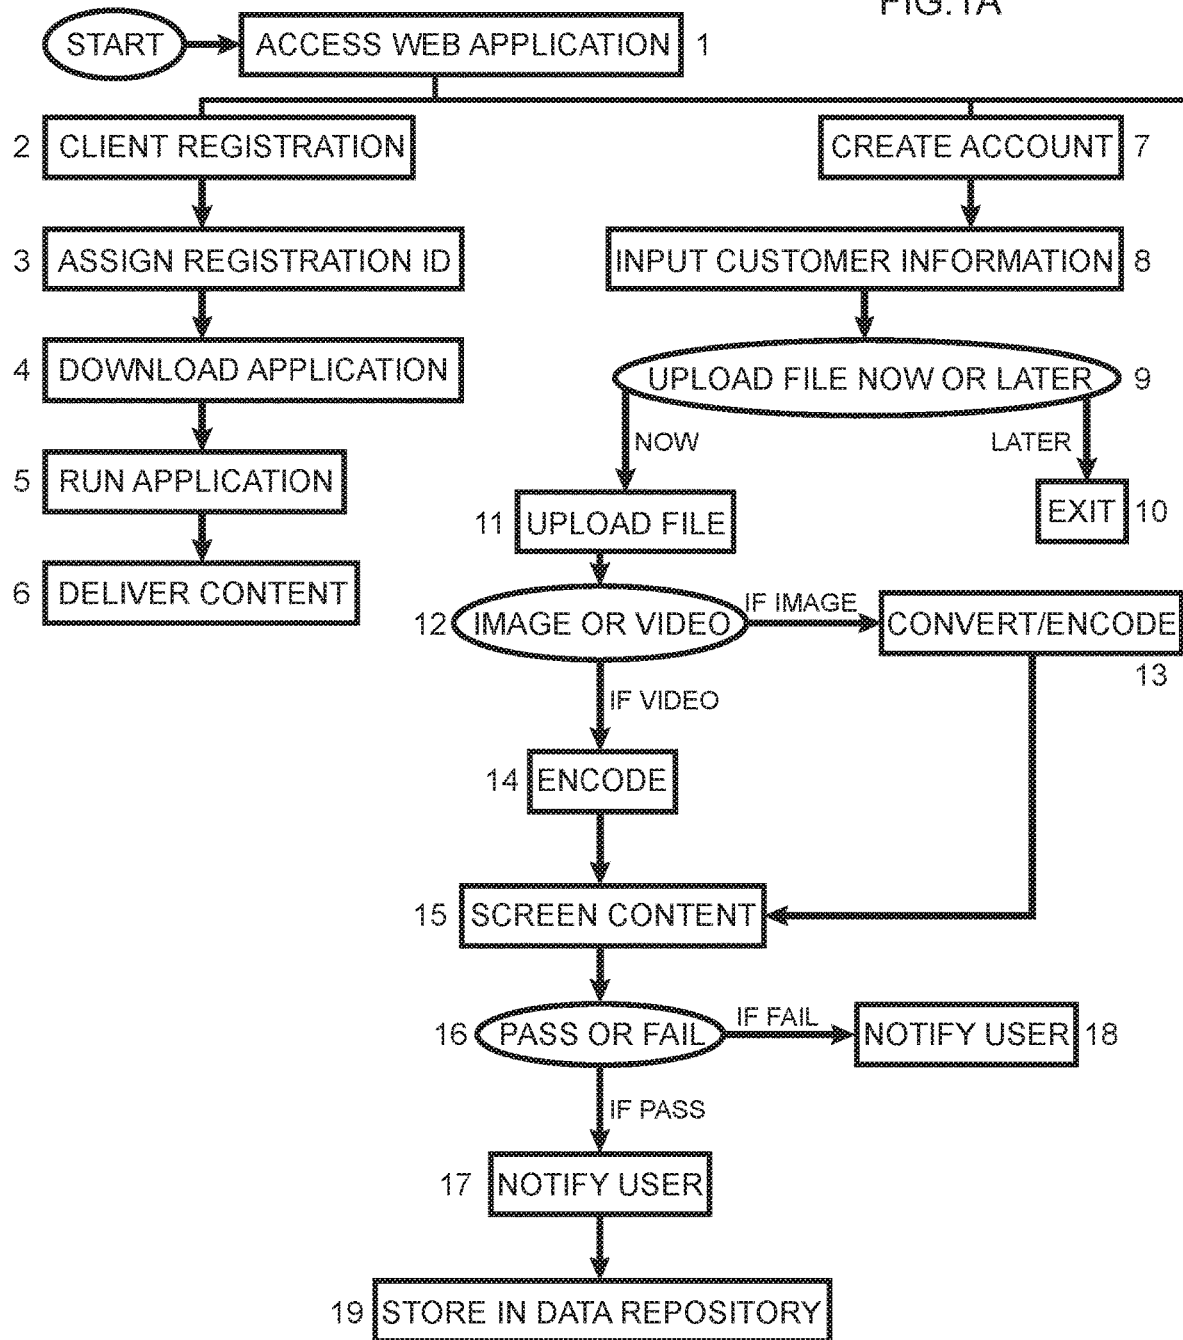 FIG.1A
START
ACCESS WEB APPLICATION 1
2 CLIENT REGISTRATION
CREATE ACCOUNT 7
3 ASSIGN REGISTRATION ID
INPUT CUSTOMER INFORMATION 8
4 DOWNLOAD APPLICATION
UPLOAD FILE NOW OR LATER 9
NOW
LATER
5 RUN APPLICATION
11 UPLOAD FILE
EXIT 10
6 DELIVER CONTENT
12 IMAGE OR VIDEO
IF IMAGE
CONVERT/ENCODE
13
IF VIDEO
14 ENCODE
15 SCREEN CONTENT
16 PASS OR FAIL
IF FAIL
NOTIFY USER 18
IF PASS
17 NOTIFY USER
19 STORE IN DATA REPOSITORY